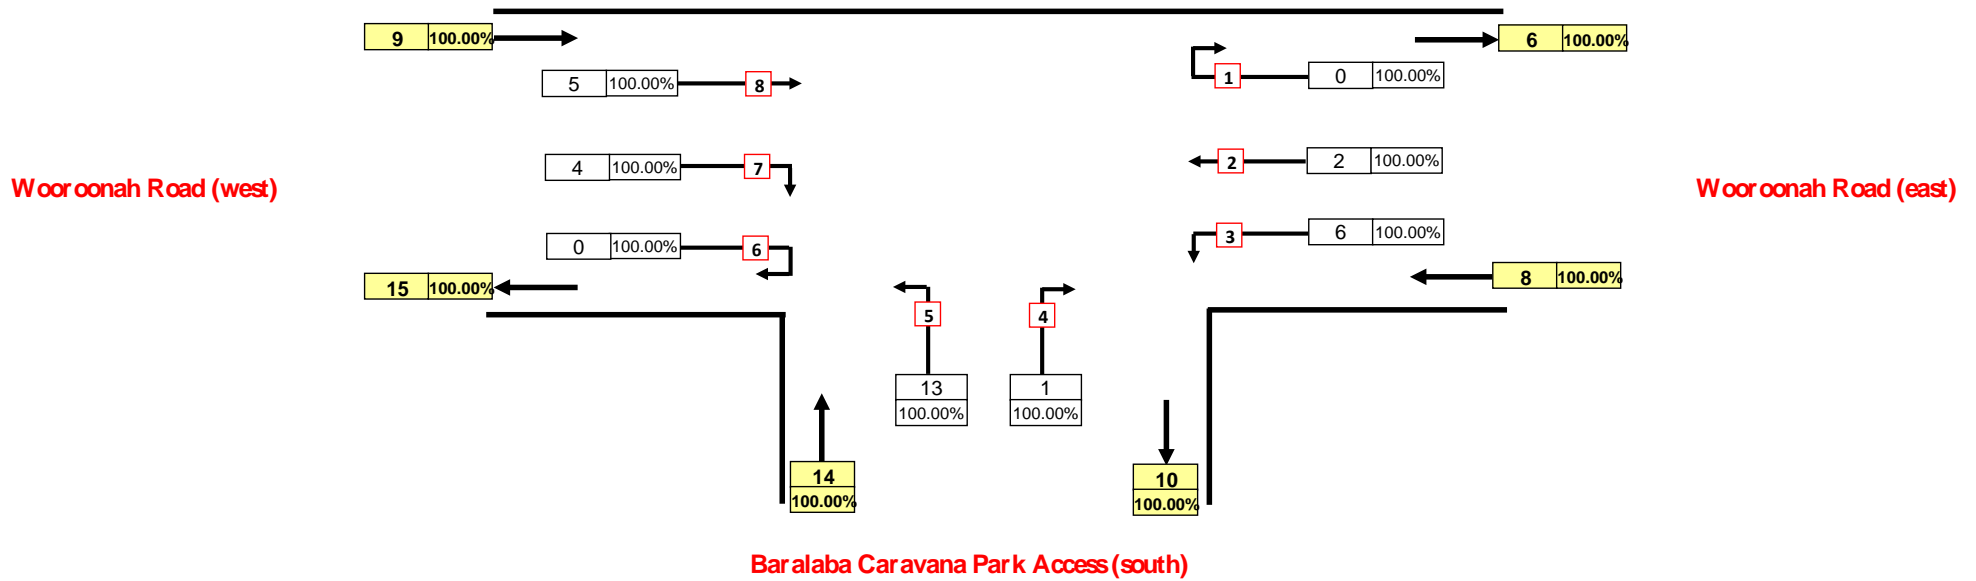 9 100.00%
6 100.00%
5 100.00% 8
1 0 100.00%
4 100.00% 7
2 2 100.00%
Wooroonah Road (west)
Wooroonah Road (east)
0 100.00% 6
3 6 100.00%
15 100.00%
8 100.00%
5
4
13
100.00%
1
100.00%
14
100.00%
10
100.00%
Baralaba Caravana Park Access (south)